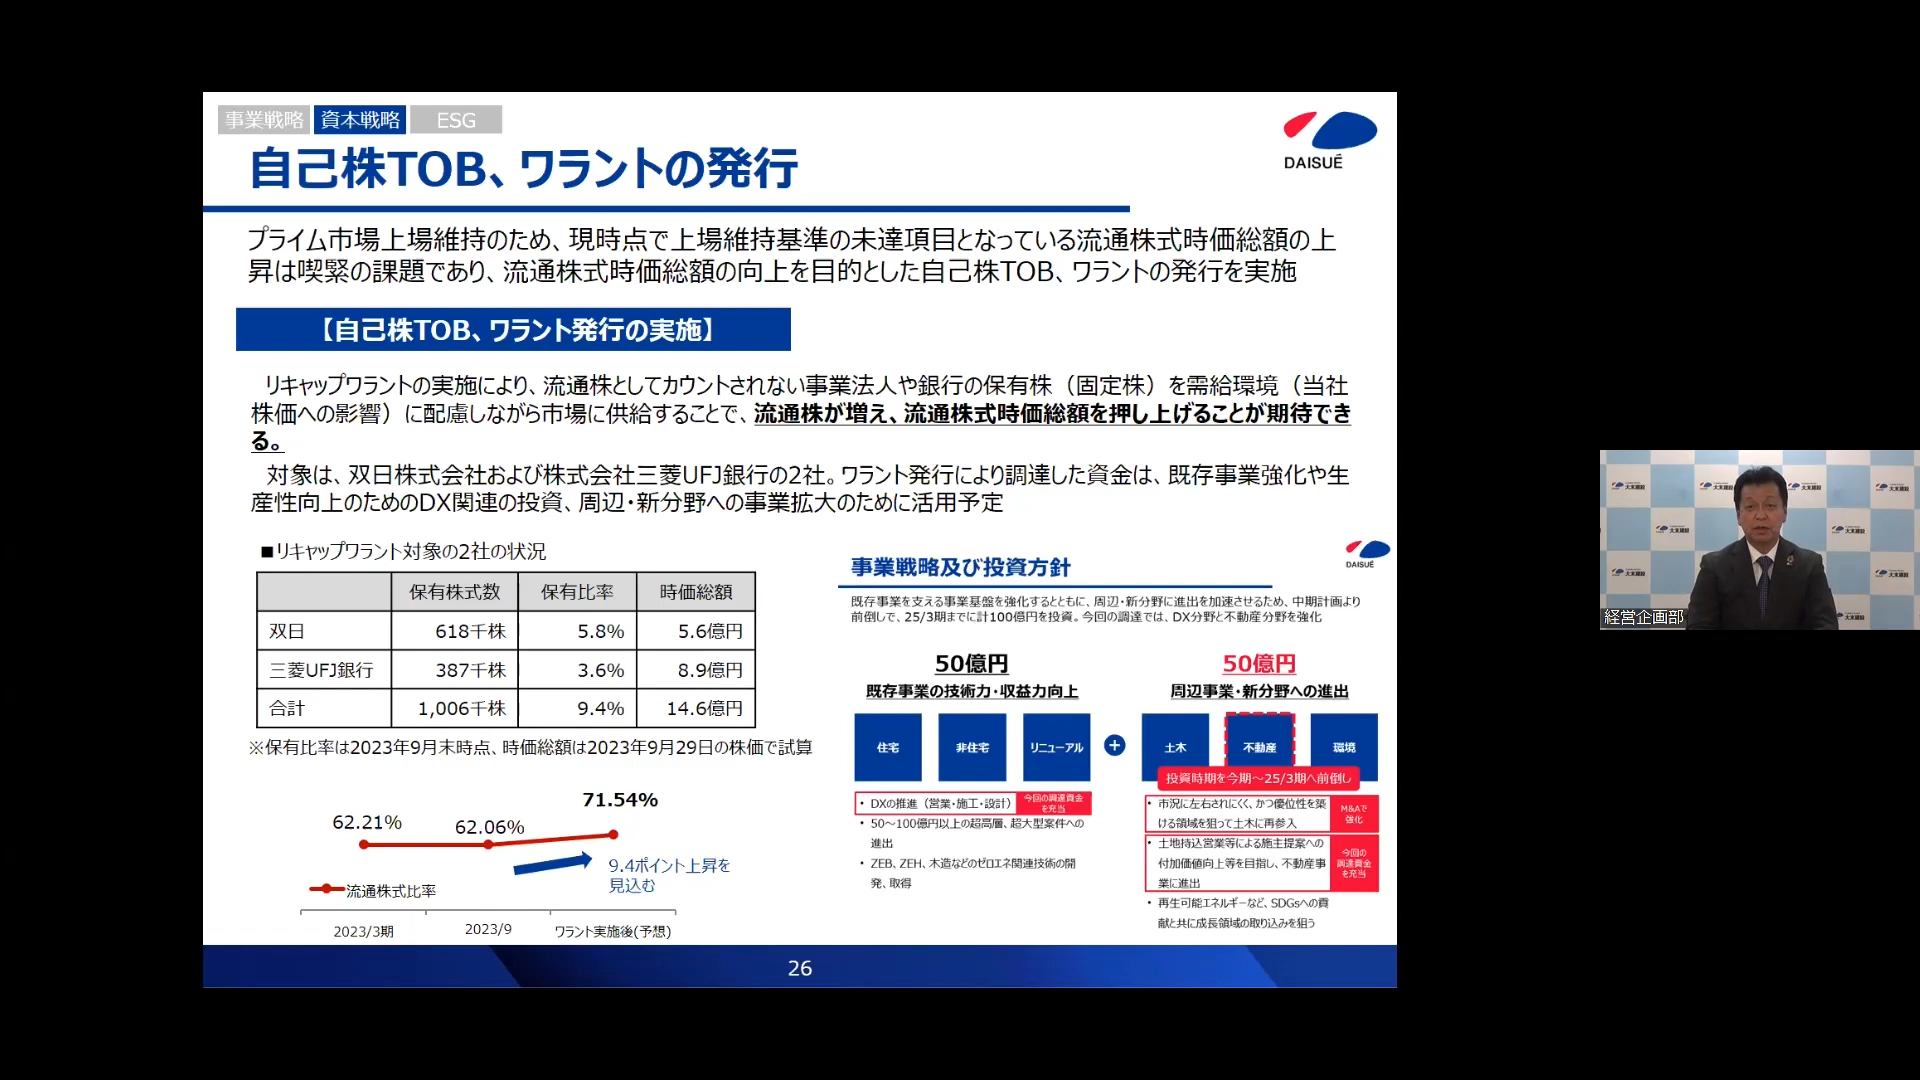 事業戦略 資本戦略 ESG
自己株TOB、ワラントの発行
DAISUÉ
プライム市場上場維持のため、現時点で上場維持基準の未達項目となっている流通株式時価総額の上
昇は喫緊の課題であり、流通株式時価総額の向上を目的とした自己株TOB、ワラントの発行を実施
【自己株TOB、ワラント発行の実施】
リキャップワラントの実施により、流通株としてカウントされない事業法人や銀行の保有株（固定株）を需給環境（当社
株価への影響）に配慮しながら市場に供給することで、流通株が増え、流通株式時価総額を押し上げることが期待でき
る。
対象は、双日株式会社および株式会社三菱UFJ銀行の2社。ワラント発行により調達した資金は、既存事業強化や生
産性向上のためのDX関連の投資、周辺・新分野への事業拡大のために活用予定
■リキャップワラント対象の2社の状況
保有株式数 保有比率 時価総額
双日 618千株 5.8% 5.6億円
三菱UFJ銀行 387千株 3.6% 8.9億円
合計 1,006千株 9.4% 14.6億円
※保有比率は2023年9月末時点、時価総額は2023年9月29日の株価で試算
62.21%
62.06%
71.54%
9.4ポイント上昇を
見込む
流通株式比率
2023/3期
2023/9
ワラント実施後(予想)
事業戦略及び投資方針
DAISUÉ
既存事業を支える事業基盤を強化するとともに、周辺・新分野に進出を加速させるため、中期計画より
前倒しで、25/3期までに計100億円を投資。今回の調達では、DX分野と不動産分野を強化
50億円
既存事業の技術力・収益力向上
住宅
非住宅
リニューアル
+
50億円
周辺事業・新分野への進出
土木
不動産
環境
投資時期を今期～25/3期へ前倒し
• DXの推進（営業・施工・設計）
今回の調達資金
を充当
• 50～100億円以上の超高層、超大型案件への
進出
• ZEB、ZEH、木造などのゼロエネ関連技術の開
発、取得
• 市況に左右されにくく、かつ優位性を築
ける領域を狙って土木に再参入
M&Aで
強化
• 土地持込営業等による施主提案への
付加価値向上等を目指し、不動産事
業に進出
今回の
調達資金
を充当
• 再生可能エネルギーなど、SDGsへの貢
献と共に成長領域の取り込みを狙う
26
大末建設
経営企画部